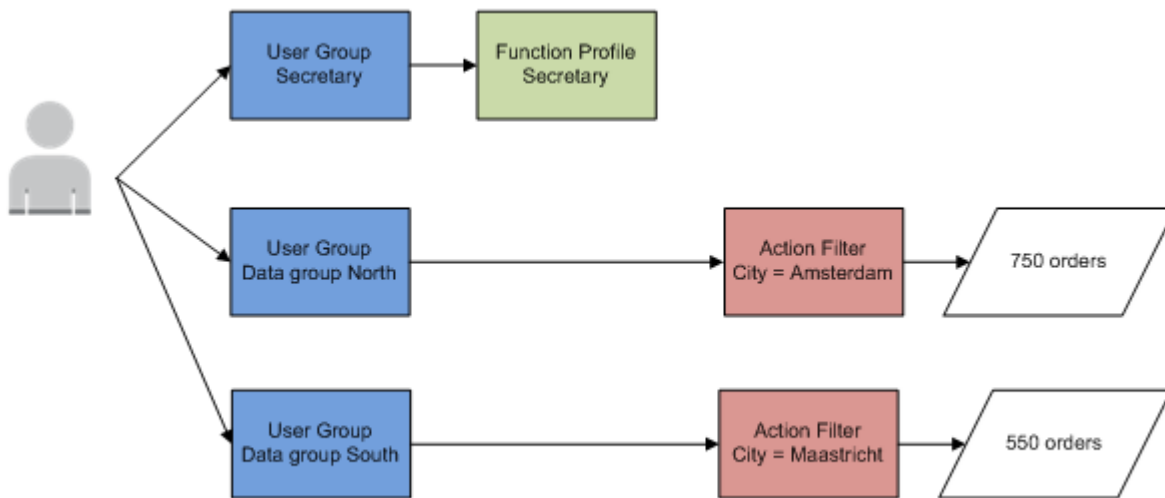 User Group
Secretary
Function Profile
Secretary
User Group
Data group North
Action Filter
City = Amsterdam
750 orders
User Group
Data group South
Action Filter
City = Maastricht
550 orders